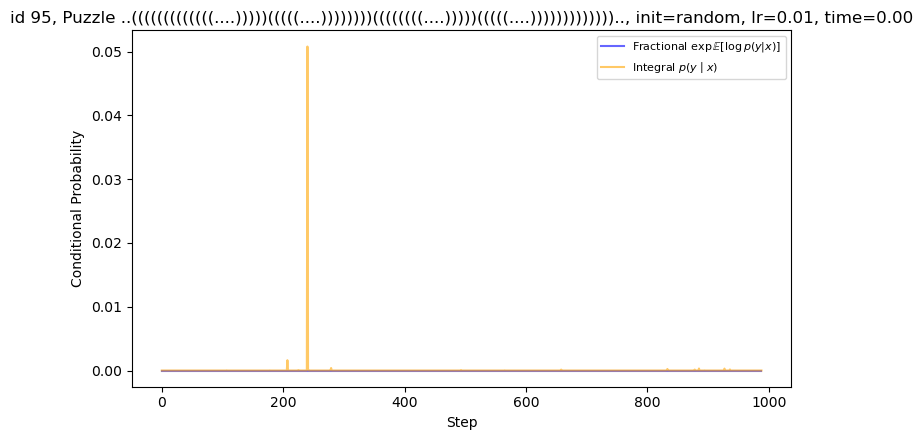 id 95, Puzzle ..(((((((((((((....)))))(((((....))))))))((((((((....)))))(((((....)))))))))))))..., init=random, lr=0.01, time=0.00
Fractional exp𝔼[log p(y|x)]
Integral p(y | x)
Conditional Probability
0.05
0.04
0.03
0.02
0.01
0.00
0 200 400 600 800 1000
Step